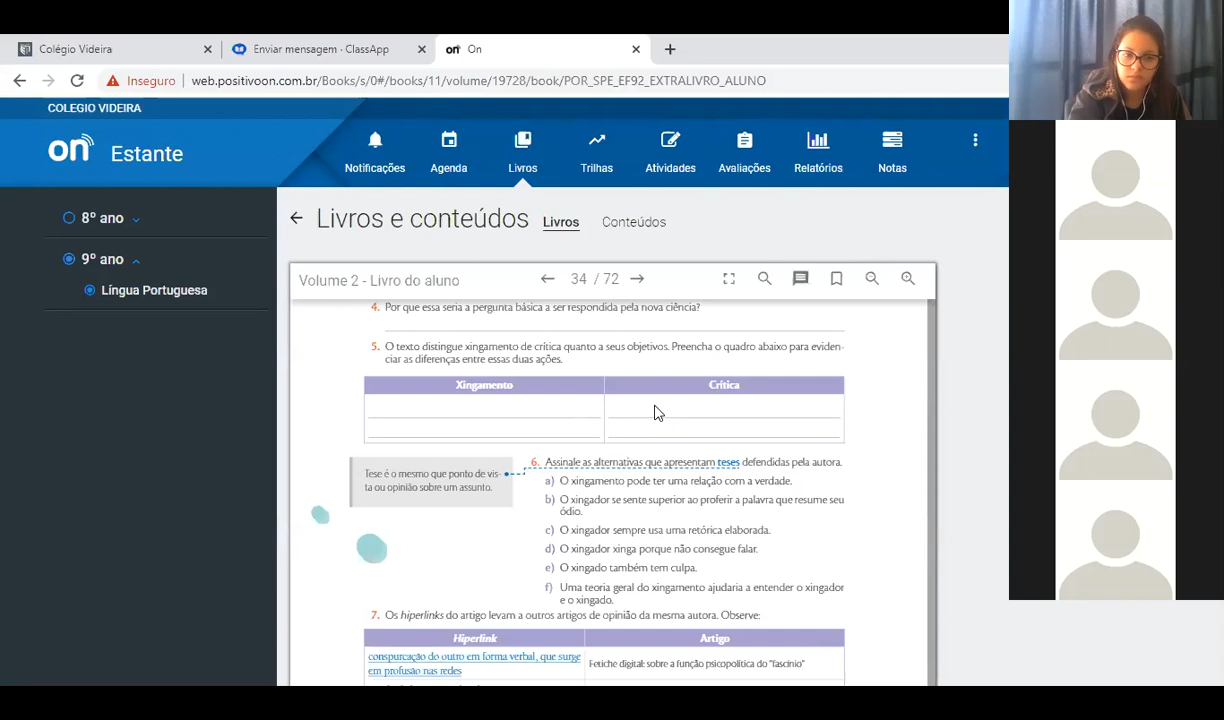 Colégio Videira
Enviar mensagem · ClassApp
On
Inseguro
web.positivoon.com.br/Books/s/0#/books/11/volume/19728/book/POR_SPE_EF92_EXTRALIVRO_ALUNO
COLEGIO VIDEIRA
on
Estante
Notificações
Agenda
Livros
Trilhas
Atividades
Avaliações
Relatórios
Notas
8º ano
9º ano
Língua Portuguesa
Livros e conteúdos
Livros
Conteúdos
Volume 2 - Livro do aluno
34 / 72
4. Por que essa seria a pergunta básica a ser respondida pela nova ciência?
5. O texto distingue xingamento de crítica quanto a seus objetivos. Preencha o quadro abaixo para eviden-
ciar as diferenças entre essas duas ações.
Xingamento
Crítica
Tese é o mesmo que ponto de vis-
ta ou opinião sobre um assunto.
6. Assinale as alternativas que apresentam teses defendidas pela autora.
a) O xingamento pode ter uma relação com a verdade.
b) O xingador se sente superior ao proferir a palavra que resume seu
ódio.
c) O xingador sempre usa uma retórica elaborada.
d) O xingador xinga porque não consegue falar.
e) O xingado também tem culpa.
f) Uma teoria geral do xingamento ajudaria a entender o xingador
e o xingado.
7. Os hiperlinks do artigo levam a outros artigos de opinião da mesma autora. Observe:
Hiperlink
Artigo
conspurcação do outro em forma verbal, que surge
em profusão nas redes
Fetiche digital: sobre a função psicopolítica do "fascínio"